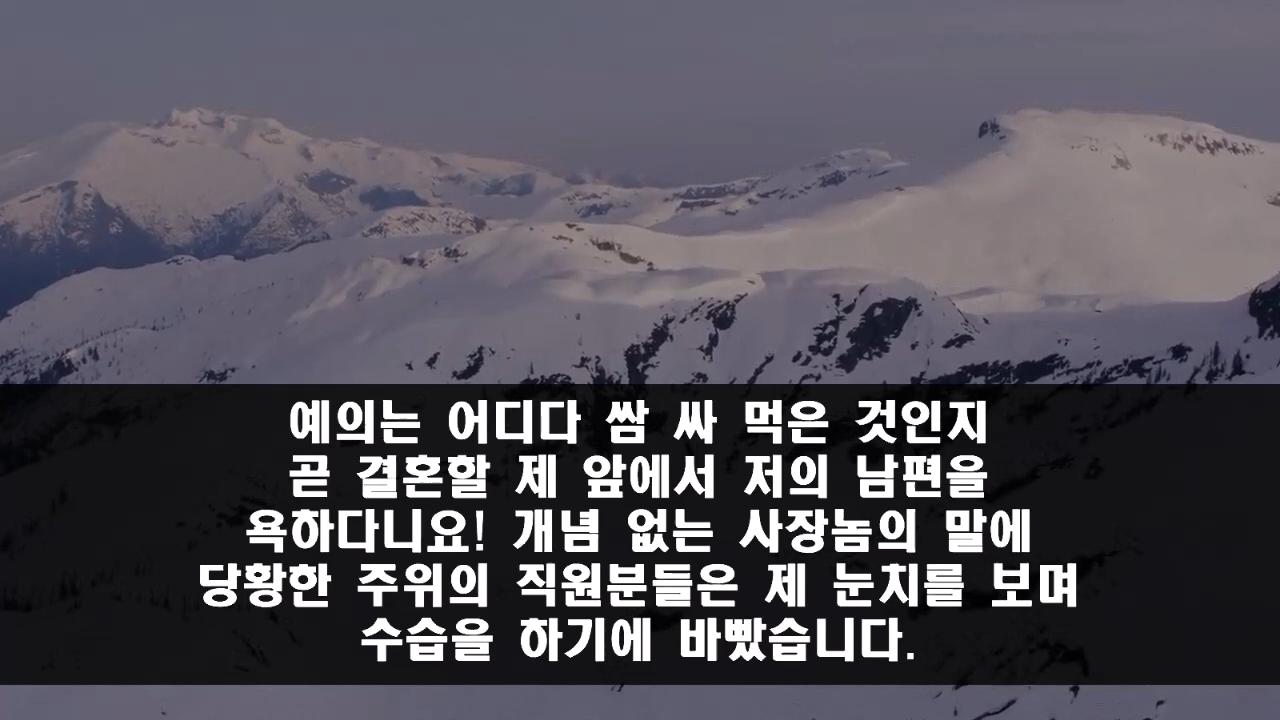 예의는 어디다 쌈 싸 먹은 것인지
곧 결혼할 제 앞에서 저의 남편을
욕하다니요! 개념 없는 사장놈의 말에
당황한 주위의 직원분들은 제 눈치를 보며
수습을 하기에 바빴습니다.